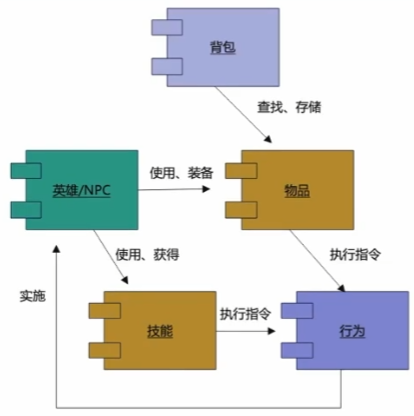 背包
查找、存储
英雄/NPC
使用、装备
物品
使用、获得
执行指令
实施
技能
执行指令
行为